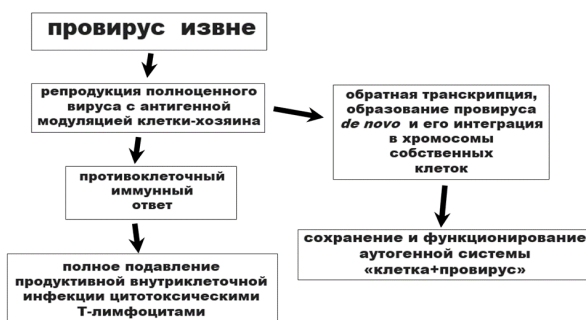 провирус извне
репродукция полноценного
вируса с антигенной
модуляцией клетки-хозяина
противоклеточный
иммунный
ответ
полное подавление
продуктивной внутриклеточной
инфекции цитотоксическими
Т-лимфоцитами
обратная транскрипция,
образование провируса
de novo и его интеграция
в хромосомы
собственных
клеток
сохранение и функционирование
аутогенной системы
«клетка+провирус»